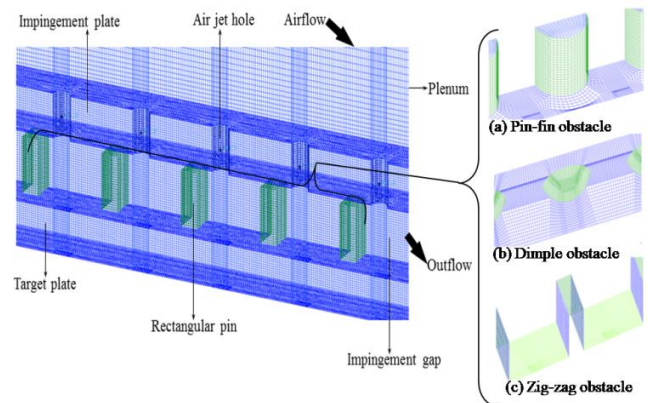 Impingement plate
Air jet hole
Airflow
Plenum
(a) Pin-fin obstacle
(b) Dimple obstacle
Outflow
Target plate
Rectangular pin
Impingement gap
(c) Zig-zag obstacle